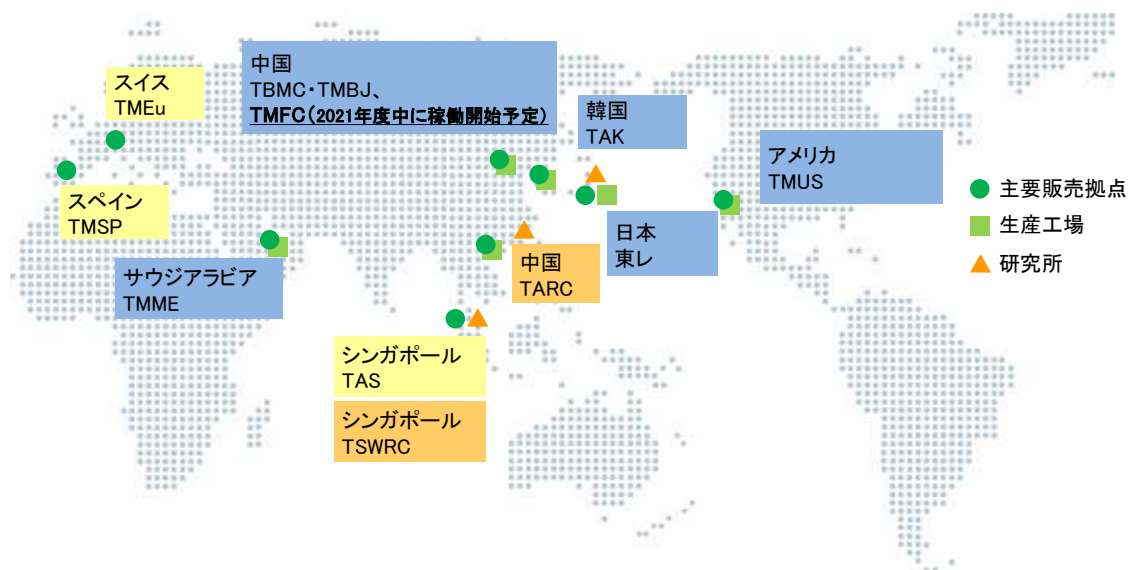 スイス
TMEu
中国
TBMC・TMBJ、
TMFC(2021年度中に稼働開始予定)
韓国
TAK
アメリカ
TMUS
スペイン
TMSP
日本
東レ
サウジアラビア
TMME
中国
TARC
シンガポール
TAS
シンガポール
TSWRC
主要販売拠点
生産工場
研究所